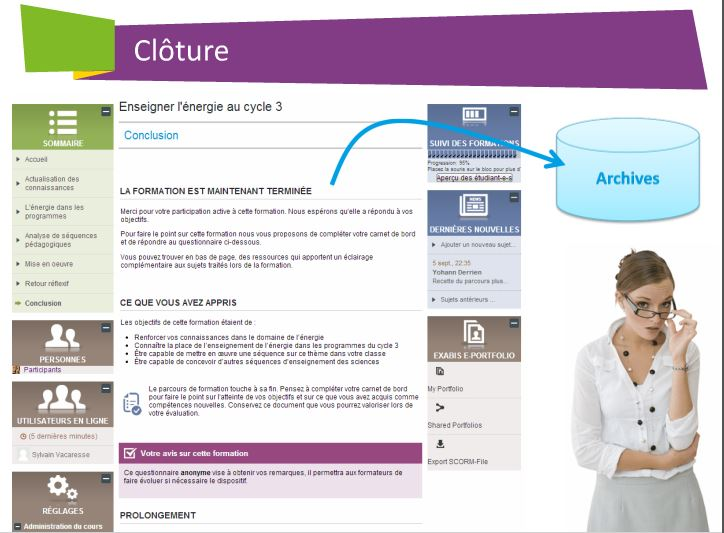 Clôture
SOMMAIRE
Accueil
Actualisation des
connaissances
L'énergie dans les
programmes
Analyse de séquences
pédagogiques
Mise en oeuvre
Retour réflexif
Conclusion
PERSONNES
Participants
UTILISATEURS EN LIGNE
(5 dernières minutes)
Sylvain Vacaresse
RÉGLAGES
Administration du cours
Enseigner l'énergie au cycle 3
Conclusion
LA FORMATION EST MAINTENANT TERMINÉE
Merci pour votre participation active à cette formation. Nous espérons qu'elle a répondu à vos
objectifs.
Pour faire le point sur cette formation nous vous proposons de compléter votre carnet de bord
et de répondre au questionnaire ci-dessous.
Vous pouvez trouver en bas de page, des ressources qui apportent un éclairage
complémentaire aux sujets traités lors de la formation.
CE QUE VOUS AVEZ APPRIS
Les objectifs de cette formation étaient de :
Renforcer vos connaissances dans le domaine de l'énergie
Connaître la place de l'enseignement de l'énergie dans les programmes du cycle 3
Être capable de mettre en œuvre une séquence sur ce thème dans votre classe
Être capable de concevoir d'autres séquences d'enseignement des sciences
Le parcours de formation touche à sa fin. Pensez à compléter votre carnet de bord
pour faire le point sur l'atteinte de vos objectifs et sur ce que vous avez acquis comme
compétences nouvelles. Conservez ce document que vous pourrez valoriser lors de
votre évaluation.
Votre avis sur cette formation
Ce questionnaire anonyme vise à obtenir vos remarques, il permettra aux formateurs de
faire évoluer si nécessaire le dispositif.
PROLONGEMENT
SUIVI DES FORMATIONS
Progression: 95%
Placez la souris sur le bloc pour plus d'
Aperçu des étudiant-e-s
NEWS
DERNIÈRES NOUVELLES
Ajouter un nouveau sujet...
5 sept., 22:35
Yohann Derrien
Recette du parcours plus...
Sujets antérieurs ...
EXABIS E-PORTFOLIO
My Portfolio
Shared Portfolios
Export SCORM-File
Archives